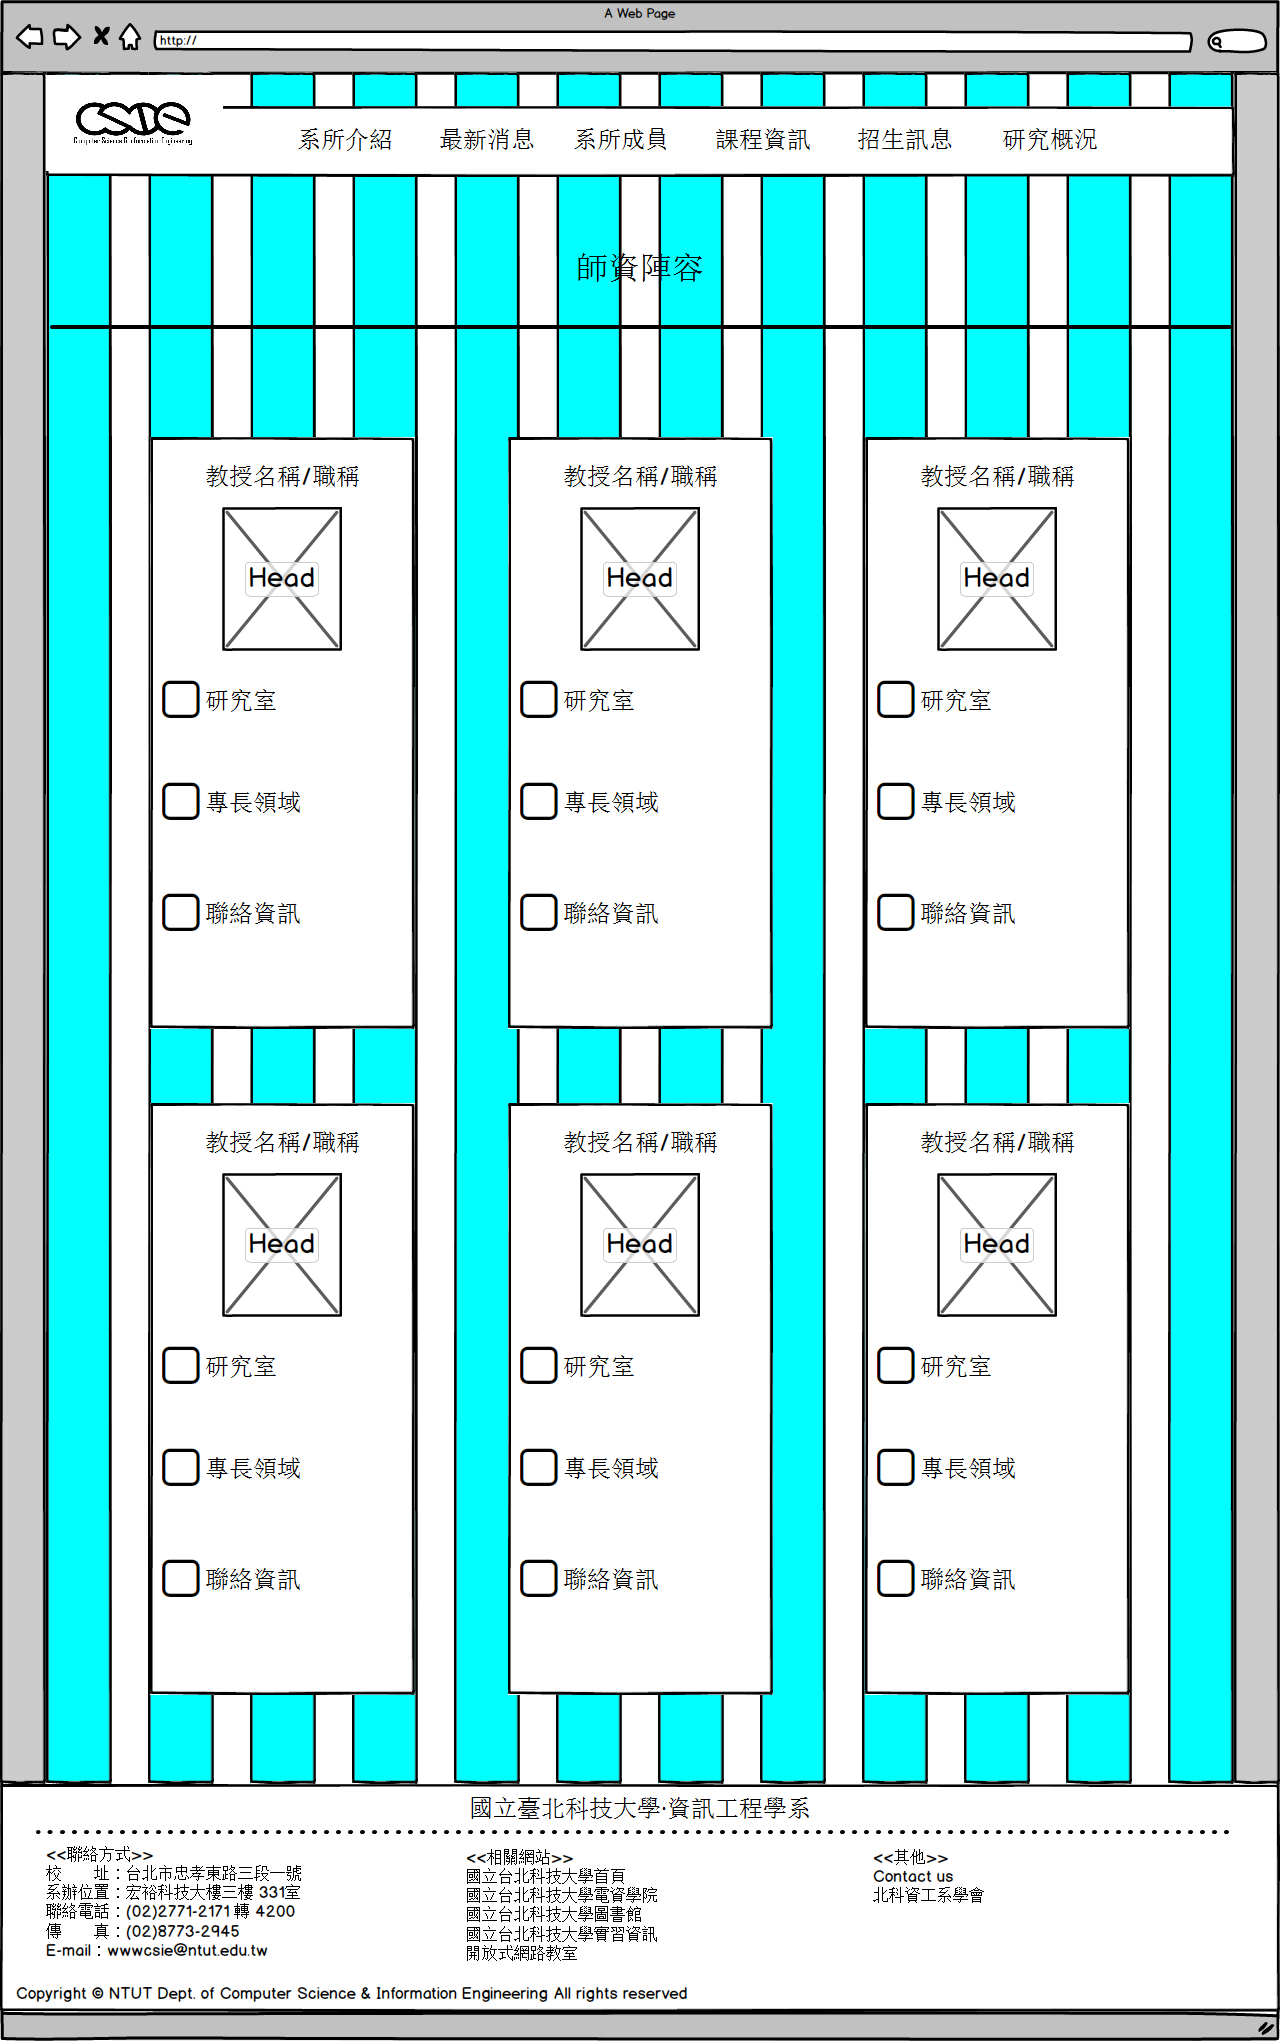 A Web Page
http://
Computer Science & Information Engineering
系所介紹 最新消息 系所成員 課程資訊 招生訊息 研究概況
師資陣容
教授名稱/職稱 教授名稱/職稱 教授名稱/職稱
Head Head Head
研究室 研究室 研究室
專長領域 專長領域 專長領域
聯絡資訊 聯絡資訊 聯絡資訊
教授名稱/職稱 教授名稱/職稱 教授名稱/職稱
Head Head Head
研究室 研究室 研究室
專長領域 專長領域 專長領域
聯絡資訊 聯絡資訊 聯絡資訊
國立臺北科技大學·資訊工程學系
<<聯絡方式>>
校　　址：台北市忠孝東路三段一號
系辦位置：宏裕科技大樓三樓 331室
聯絡電話：(02)2771-2171 轉 4200
傳　　真：(02)8773-2945
E-mail：wwwcsie@ntut.edu.tw
<<相關網站>>
國立台北科技大學首頁
國立台北科技大學電資學院
國立台北科技大學圖書館
國立台北科技大學實習資訊
開放式網路教室
<<其他>>
Contact us
北科資工系學會
Copyright © NTUT Dept. of Computer Science & Information Engineering All rights reserved